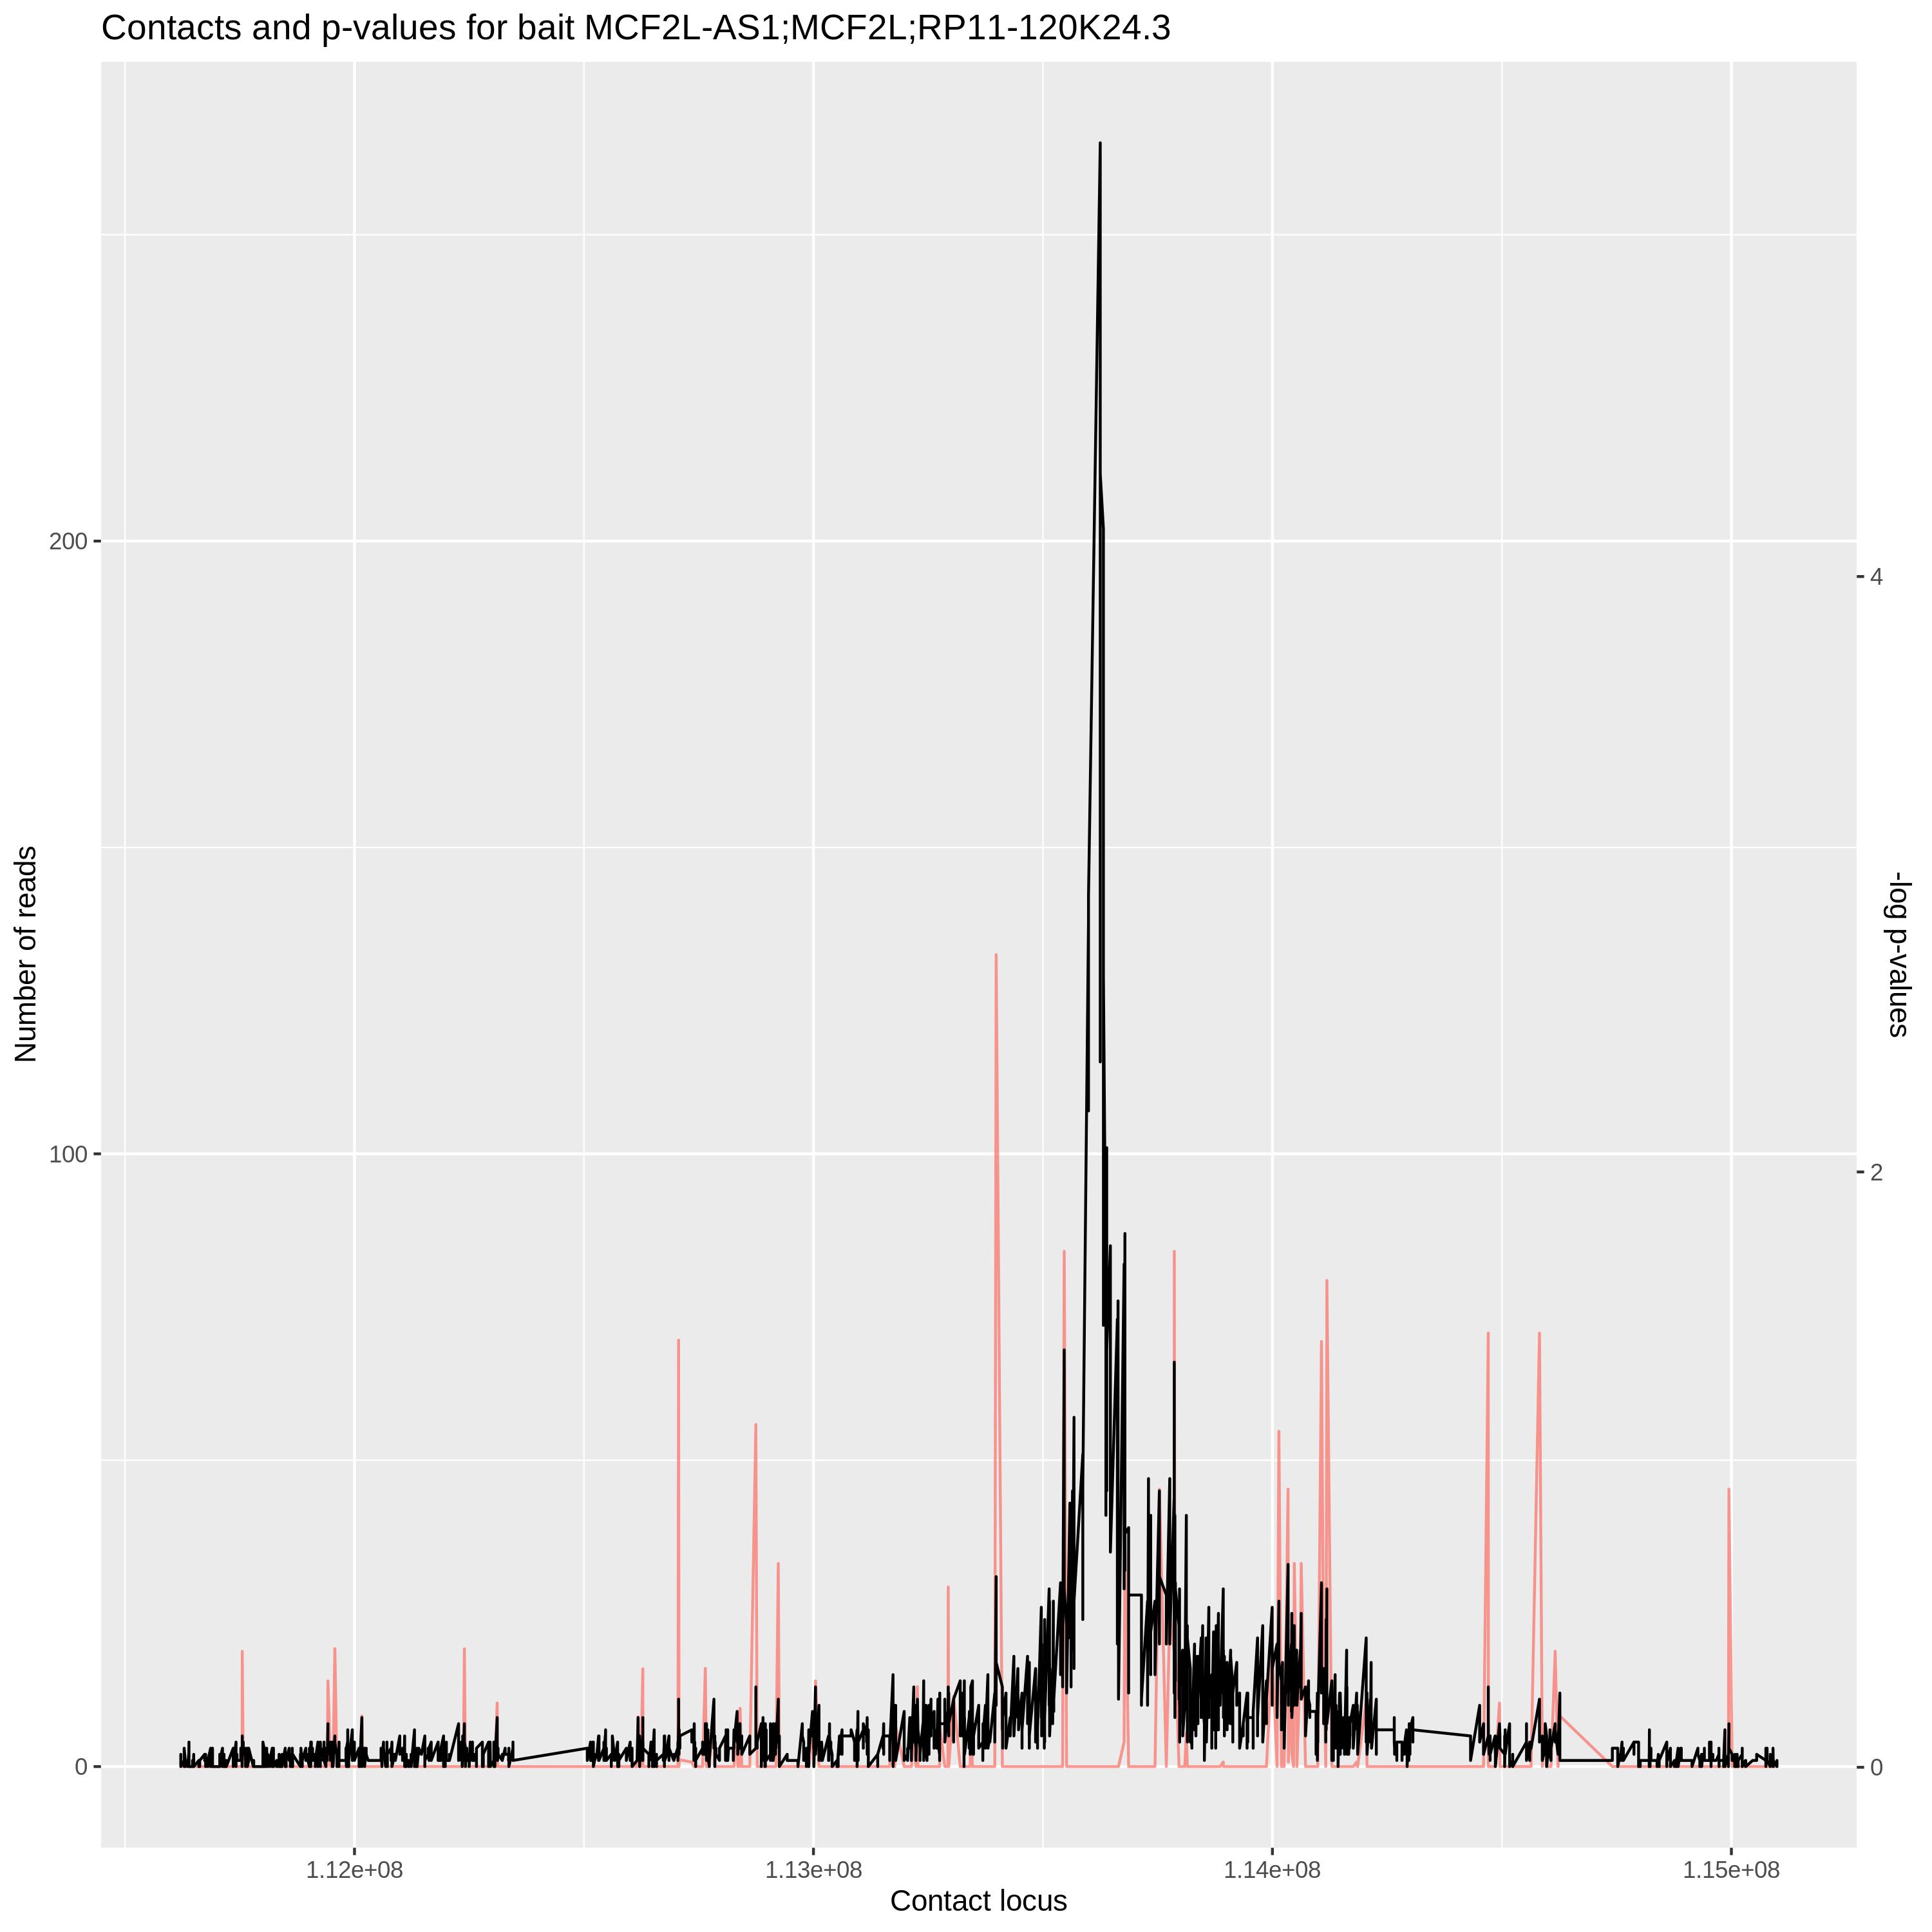 Contacts and p-values for bait MCF2L-AS1;MCF2L;RP11-120K24.3
Number of reads
200
100
0
4
2
0
-log p-values
1.12e+08
1.13e+08
1.14e+08
1.15e+08
Contact locus